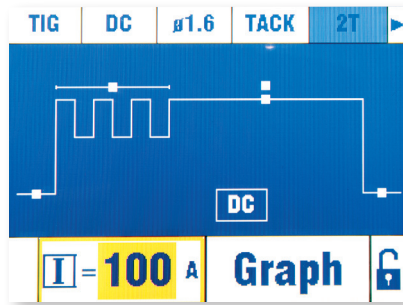 TIG DC ø1.6 TACK 2T
DC
I = 100 A Graph